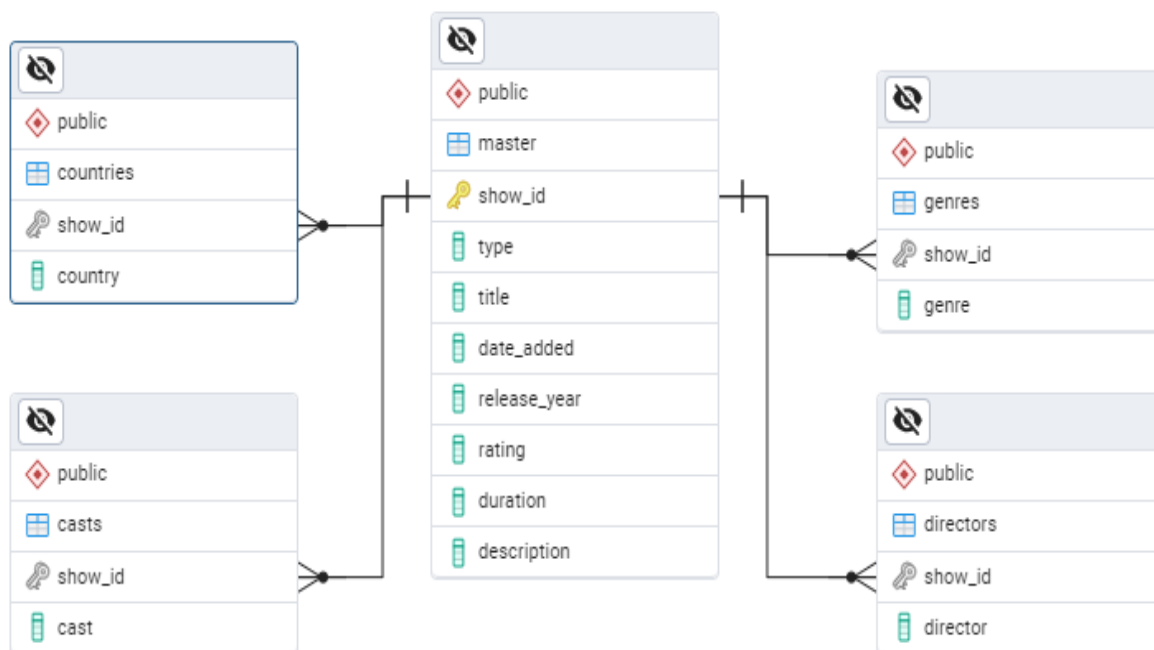 public
countries
show_id
country
public
casts
show_id
cast
public
master
show_id
type
title
date_added
release_year
rating
duration
description
public
genres
show_id
genre
public
directors
show_id
director